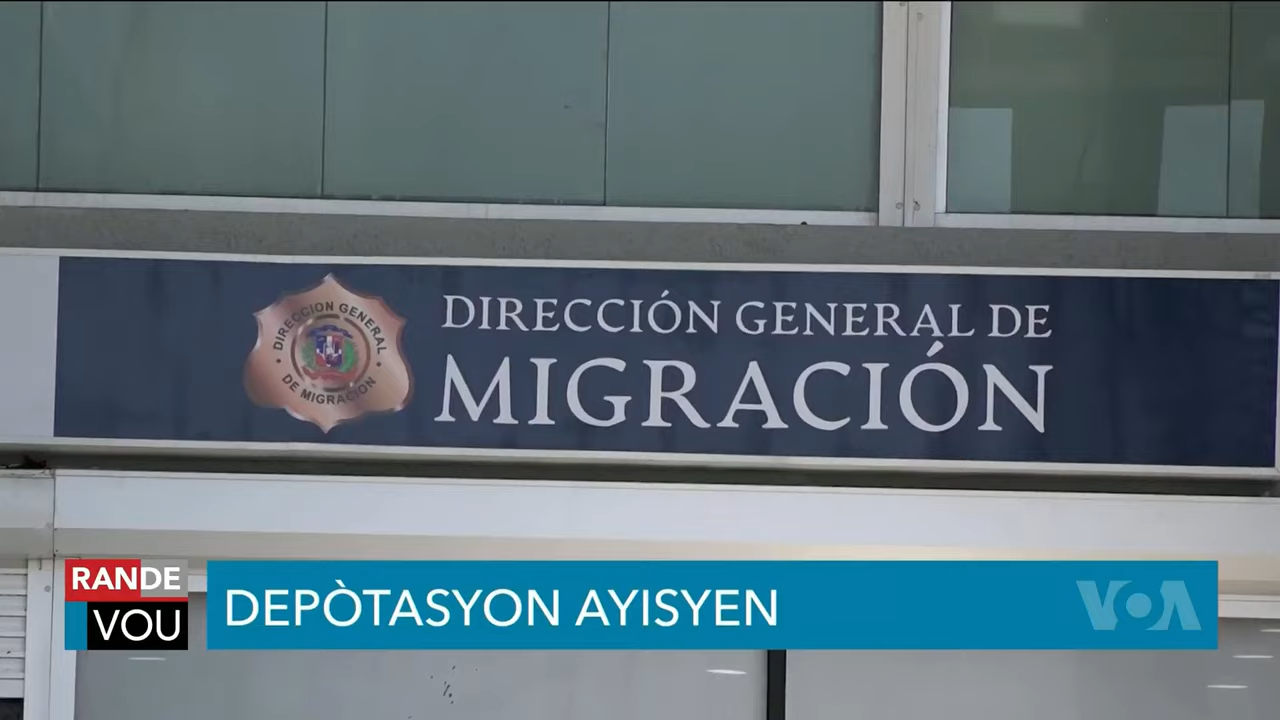 DIRECCION GENERAL
DE MIGRACION
DIRECCIÓN GENERAL DE
MIGRACIÓN
RANDE
VOU
DEPÒTASYON AYISYEN
VOA